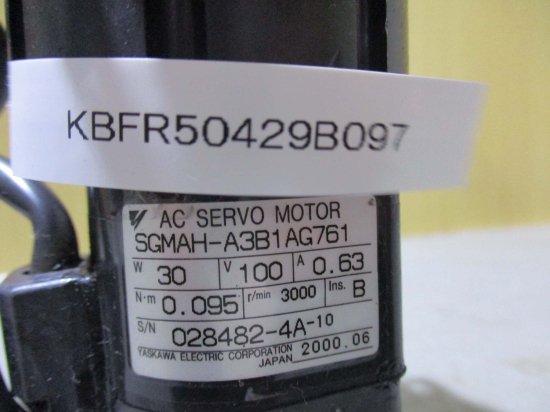 KBFR50429B097
AC SERVO MOTOR
SGMAH-A3B1AG761
W 30 V 100 A 0.63
N·m 0.095 r/min 3000 Ins. B
S/N 028482-4A-10
YASKAWA ELECTRIC CORPORATION 2000.06
JAPAN